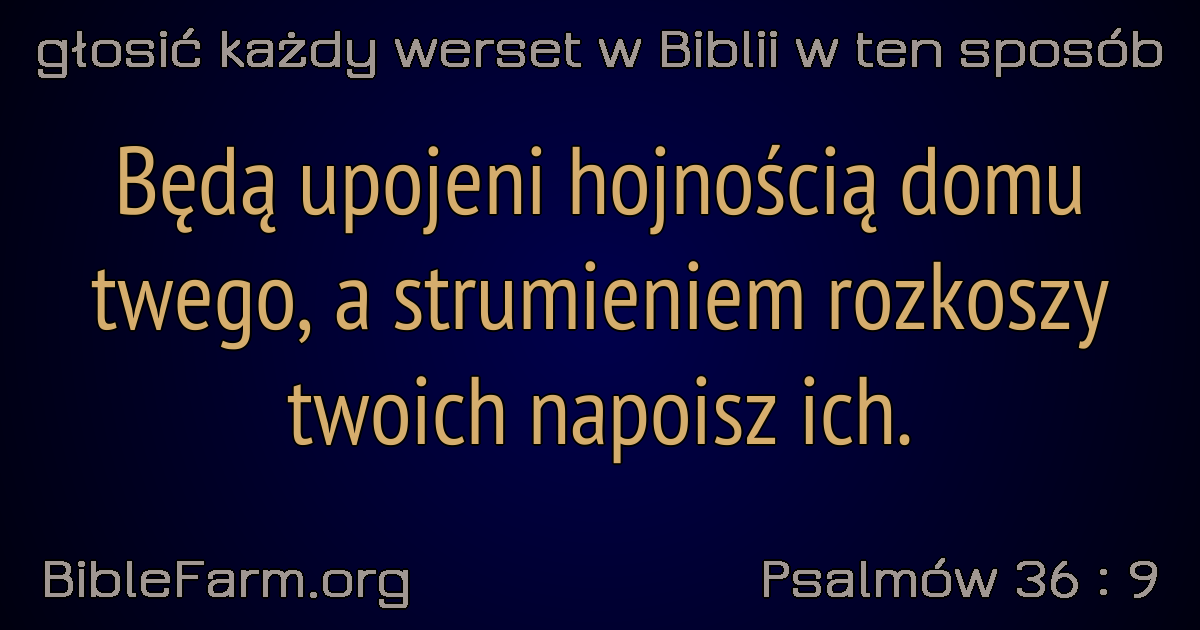 głosić każdy werset w Biblii w ten sposób
Będą upojeni hojnością domu
twego, a strumieniem rozkoszy
twoich napoisz ich.
BibleFarm.org
Psalmów 36 : 9